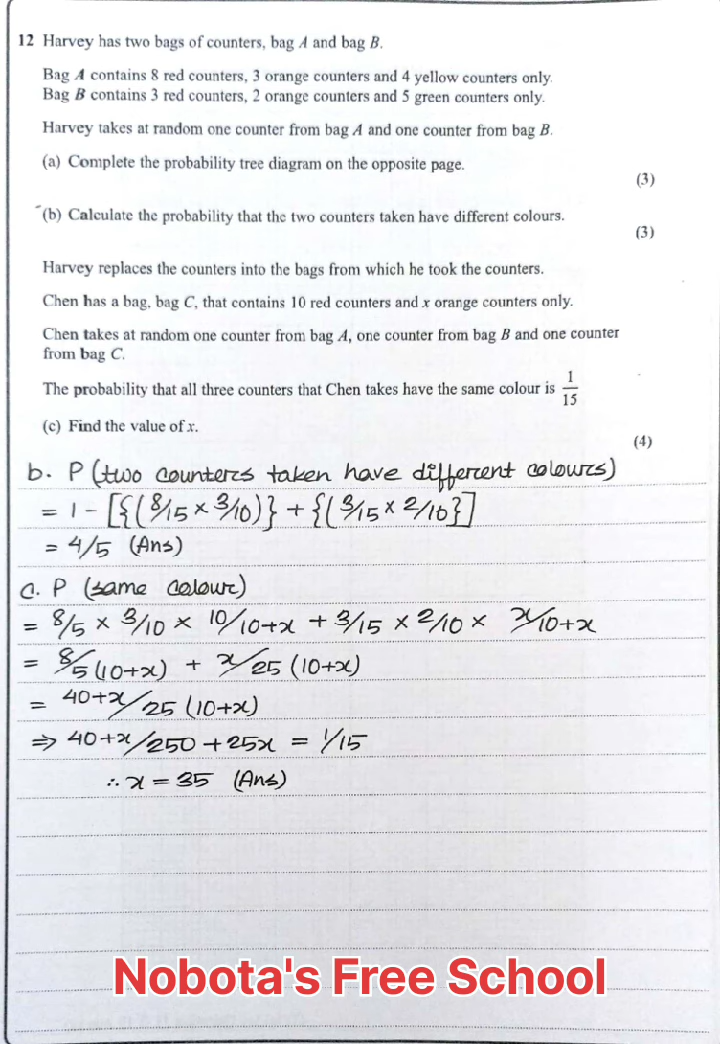 12 Harvey has two bags of counters, bag A and bag B.
Bag A contains 8 red counters, 3 orange counters and 4 yellow counters only.
Bag B contains 3 red counters, 2 orange counters and 5 green counters only.
Harvey takes at random one counter from bag A and one counter from bag B.
(a) Complete the probability tree diagram on the opposite page.
(3)
(b) Calculate the probability that the two counters taken have different colours.
(3)
Harvey replaces the counters into the bags from which he took the counters.
Chen has a bag, bag C, that contains 10 red counters and x orange counters only.
Chen takes at random one counter from bag A, one counter from bag B and one counter
from bag C.
The probability that all three counters that Chen takes have the same colour is 1/15
(c) Find the value of x.
(4)
b. P (two counters taken have different colours)
= 1 - [{(8/15 × 3/10)} + {(3/15 × 2/10}]
= 4/5 (Ans)
c. P (same colour)
= 8/5 × 3/10 × 10/10+x + 3/15 × 2/10 × x/10+x
= 8/5(10+x) + x/25 (10+x)
= 40+x/25 (10+x)
⇒ 40+x/250+25x = 1/15
∴ x = 35 (Ans)
Nobota's Free School